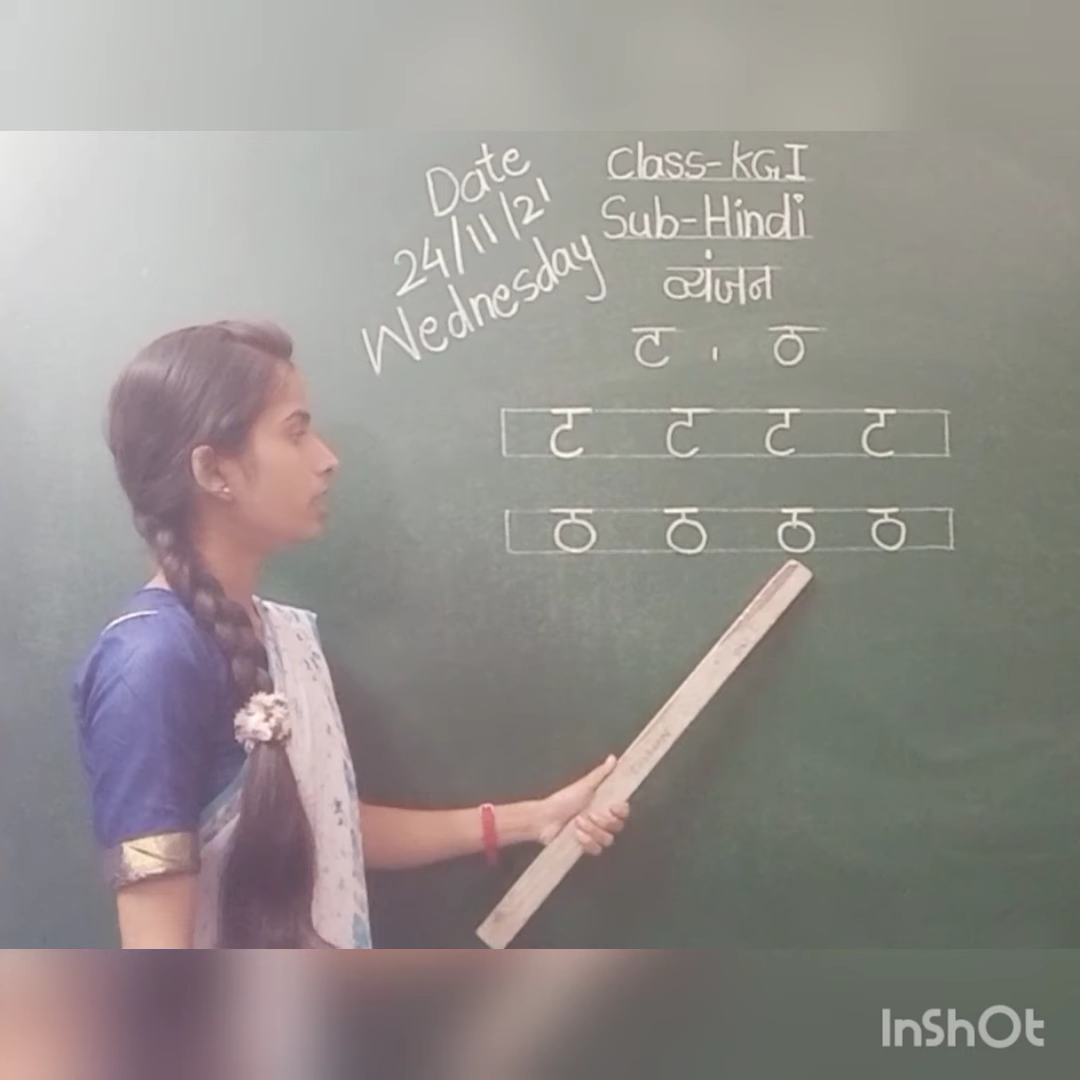 Date
24/11/21
Wednesday
Class-KG I
Sub-Hindi
व्यंजन
ट , ठ
ट ट ट ट
ठ ठ ठ ठ
InShOt